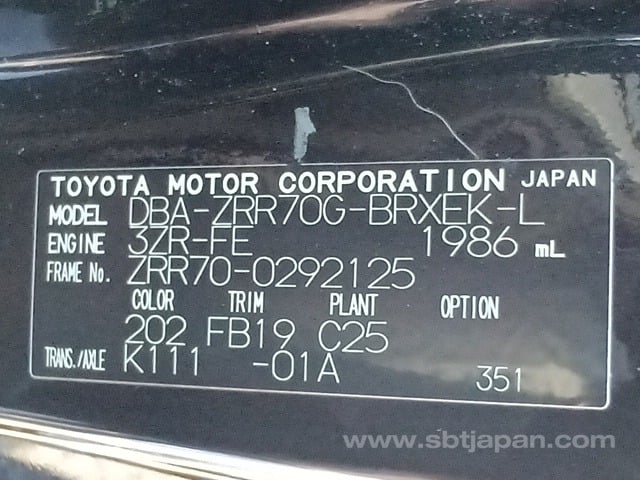 TOYOTA MOTOR CORPORATION JAPAN
MODEL DBA-ZRR70G-BRXEK-L
ENGINE 3ZR-FE 1986 mL
FRAME No. ZRR70-0292125
COLOR TRIM PLANT OPTION
202 FB19 C25
TRANS./AXLE K111 -01A 351
www.sbtjapan.com